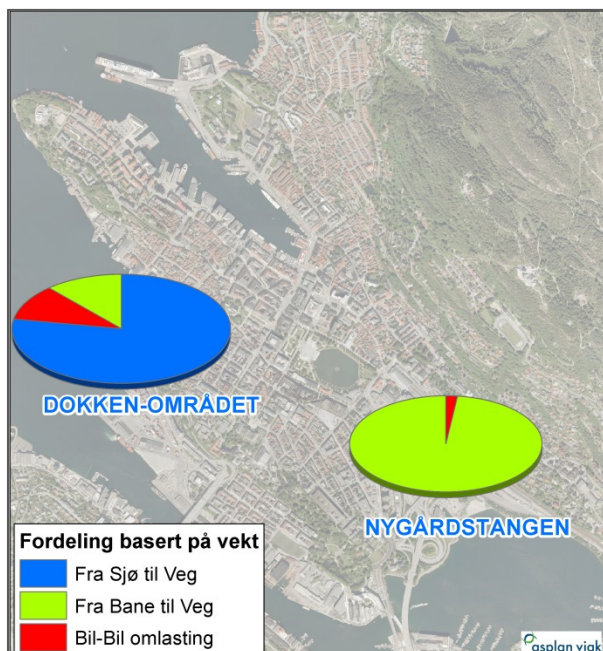 DOKKEN-OMRÅDET
NYGÅRDSTANGEN
Fordeling basert på vekt
Fra Sjø til Veg
Fra Bane til Veg
Bil-Bil omlasting
asplan viak